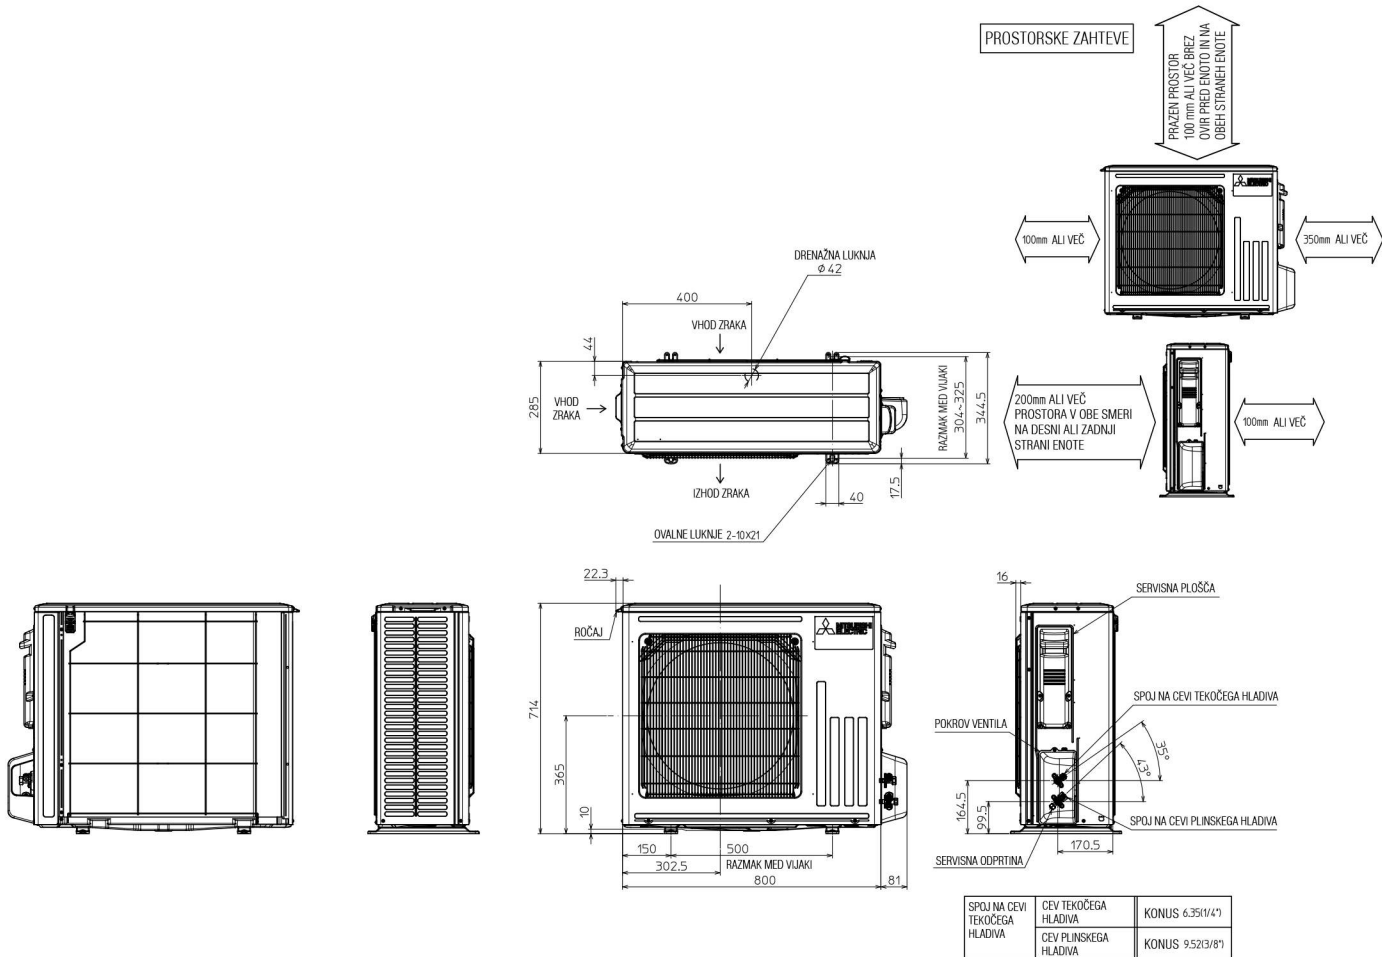 PROSTORSKE ZAHTEVE
PRAZEN PROSTOR
100 mm ALI VEČ BREZ
OVIR PRED ENOTO IN NA
OBEH STRANEH ENOTE
MITSUBISHI
ELECTRIC
100mm ALI VEČ
350mm ALI VEČ
DRENAŽNA LUKNJA
Ø 42
400
VHOD ZRAKA
44
285
VHOD
ZRAKA
RAZMAK MED VIJAKI
304~325
344.5
17.5
40
IZHOD ZRAKA
OVALNE LUKNJE 2-10X21
200mm ALI VEČ
PROSTORA V OBE SMERI
NA DESNI ALI ZADNJI
STRANI ENOTE
100mm ALI VEČ
22.3
ROČAJ
MITSUBISHI
ELECTRIC
714
365
10
150
500
302.5
RAZMAK MED VIJAKI
800
81
16
SERVISNA PLOŠČA
SPOJ NA CEVI TEKOČEGA HLADIVA
POKROV VENTILA
35°
43°
164.5
99.5
SPOJ NA CEVI PLINSKEGA HLADIVA
170.5
SERVISNA ODPRTINA
SPOJ NA CEVI
TEKOČEGA
HLADIVA
CEV TEKOČEGA
HLADIVA
KONUS 6.35(1/4")
CEV PLINSKEGA
HLADIVA
KONUS 9.52(3/8")